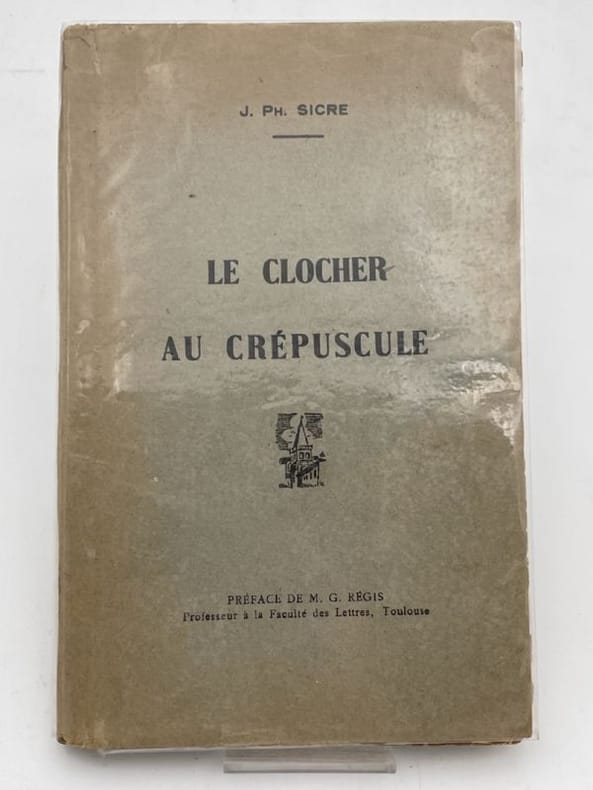 J. PH. SICRE
LE CLOCHER
AU CRÉPUSCULE
PRÉFACE DE M. G. RÉGIS
Professeur à la Faculté des Lettres, Toulouse